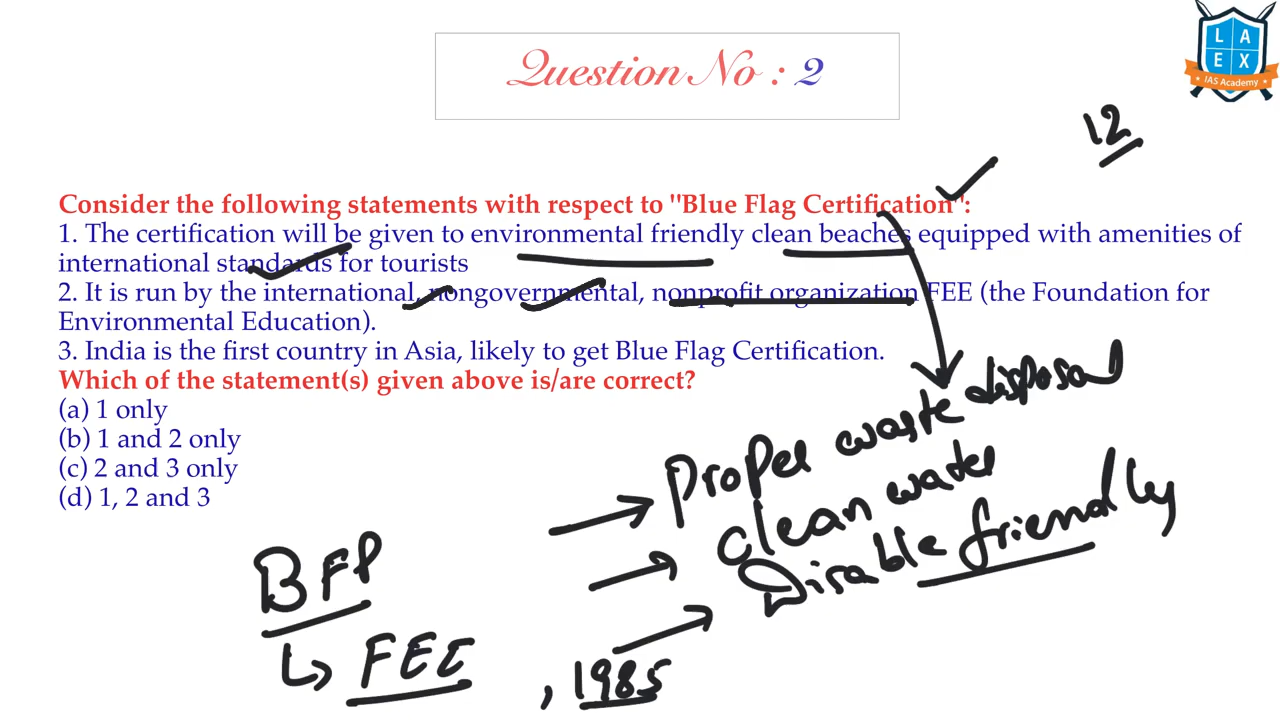 Question No : 2
L A
E X
IAS Academy
12
Consider the following statements with respect to "Blue Flag Certification":
1. The certification will be given to environmental friendly clean beaches equipped with amenities of
international standards for tourists
2. It is run by the international, nongovernmental, nonprofit organization FEE (the Foundation for
Environmental Education).
3. India is the first country in Asia, likely to get Blue Flag Certification.
Which of the statement(s) given above is/are correct?
(a) 1 only
(b) 1 and 2 only
(c) 2 and 3 only
(d) 1, 2 and 3
Proper waste disposal
clean water
Disable friendly
BFP
FEE , 1985